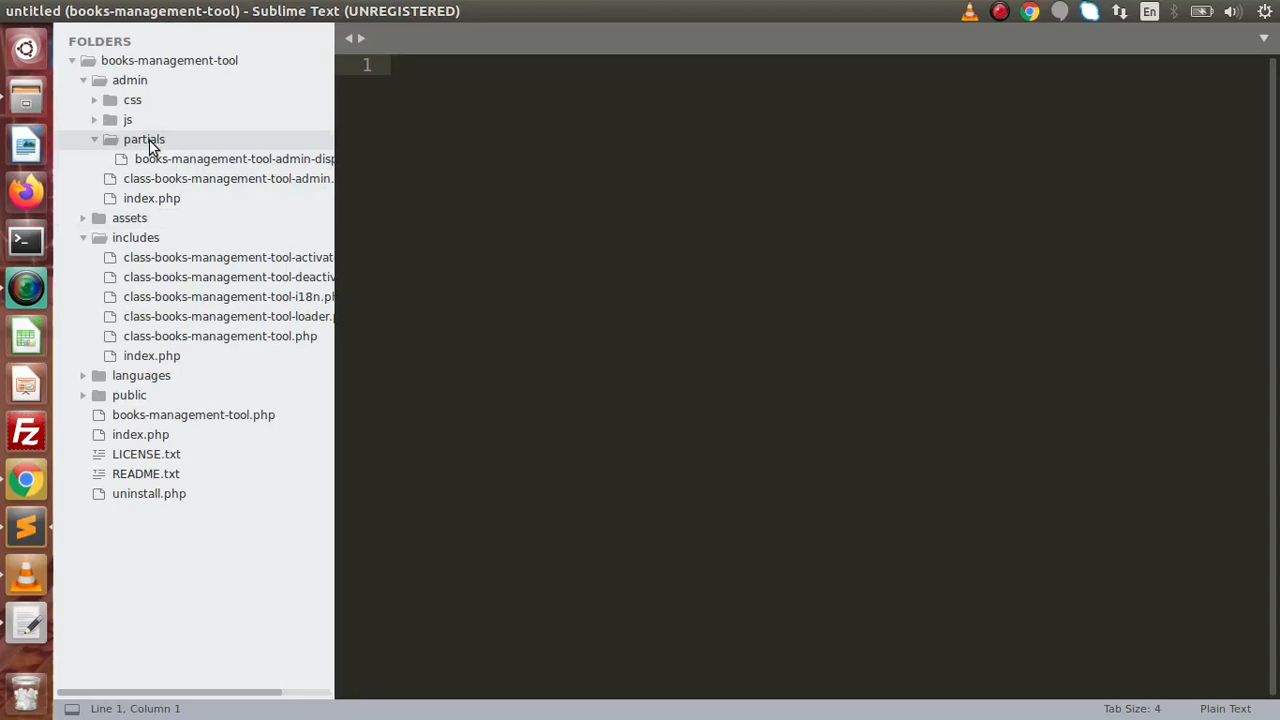 untitled (books-management-tool) - Sublime Text (UNREGISTERED)
En
FOLDERS
books-management-tool
admin
css
js
partials
books-management-tool-admin-disp
class-books-management-tool-admin.
index.php
assets
includes
class-books-management-tool-activat
class-books-management-tool-deactiv
class-books-management-tool-i18n.ph
class-books-management-tool-loader.p
class-books-management-tool.php
index.php
languages
public
books-management-tool.php
index.php
LICENSE.txt
README.txt
uninstall.php
1
Fz
Line 1, Column 1
Tab Size: 4
Plain Text